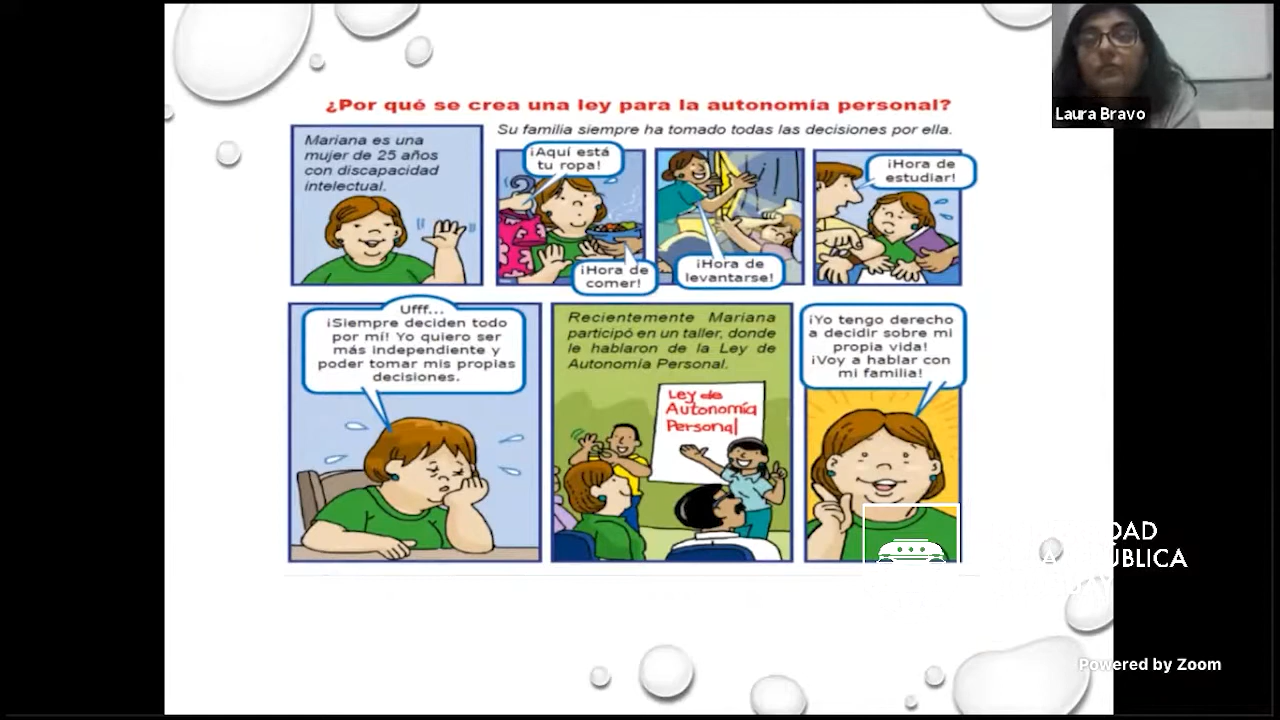 Laura Bravo
¿Por qué se crea una ley para la autonomía personal?
Mariana es una
mujer de 25 años
con discapacidad
intelectual.
Su familia siempre ha tomado todas las decisiones por ella.
¡Aquí está
tu ropa!
¡Hora de
comer!
¡Hora de
levantarse!
¡Hora de
estudiar!
Ufff...
¡Siempre deciden todo
por mí! Yo quiero ser
más independiente y
poder tomar mis propias
decisiones.
Recientemente Mariana
participó en un taller, donde
le hablaron de la Ley de
Autonomía Personal.
Ley de
Autonomía
Personal
¡Yo tengo derecho
a decidir sobre mi
propia vida!
¡Voy a hablar con
mi familia!
Powered by Zoom